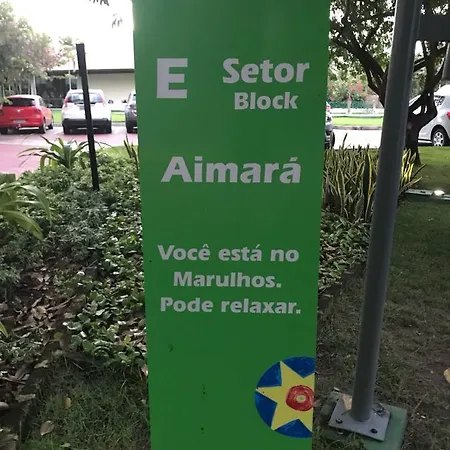 E Setor
Block
Aimará
Você está no
Marulhos.
Pode relaxar.